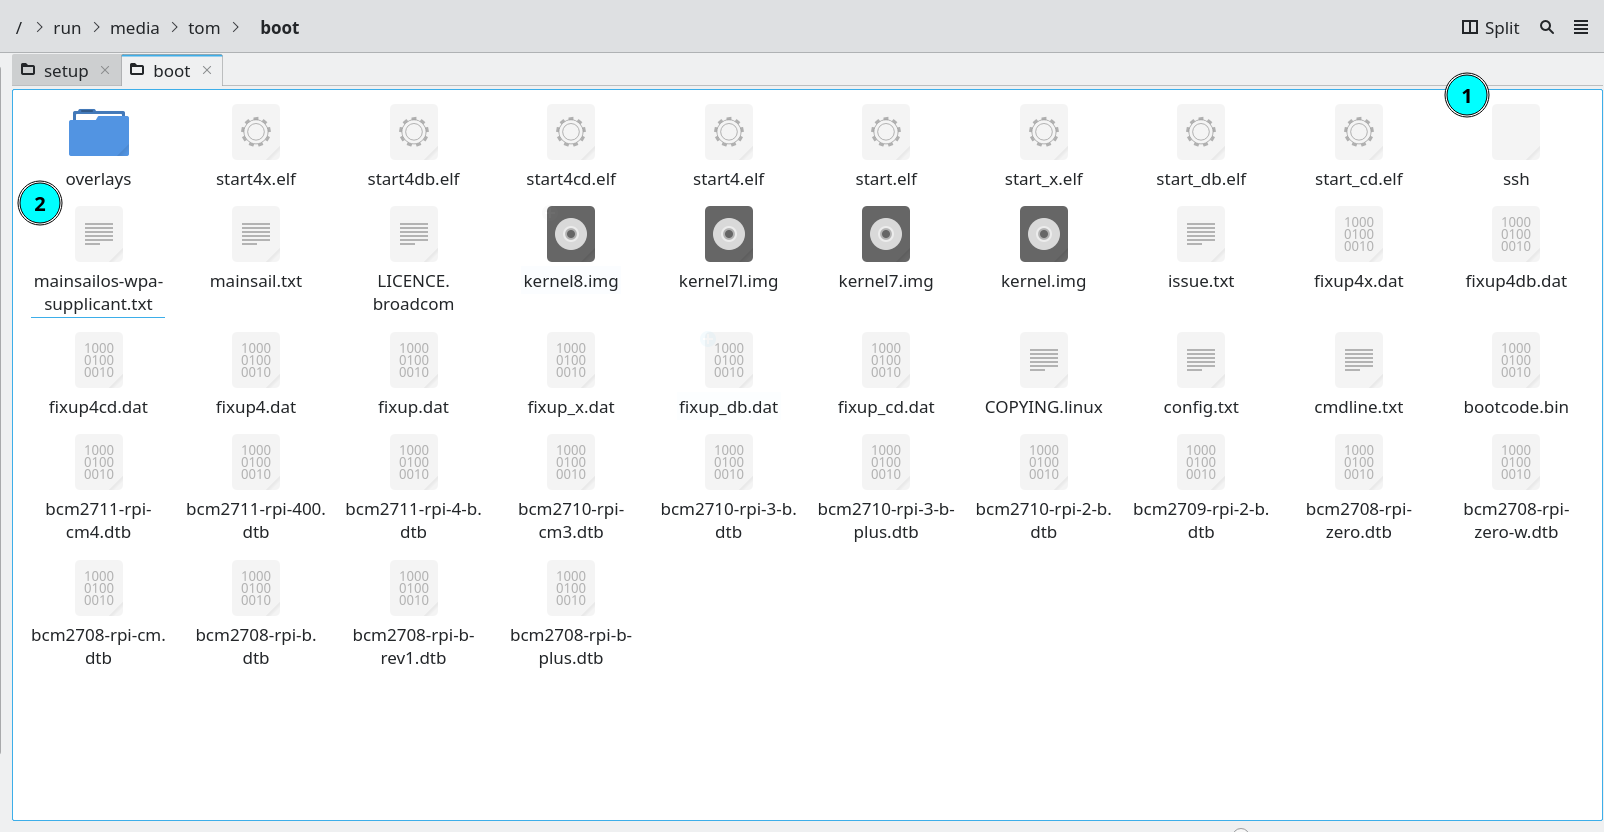 / > run > media > tom > boot
Split
setup ×
boot ×
1
overlays
start4x.elf
start4db.elf
start4cd.elf
start4.elf
start.elf
start_x.elf
start_db.elf
start_cd.elf
ssh
2
mainsailos-wpa-
supplicant.txt
mainsail.txt
LICENCE.
broadcom
kernel8.img
kernel7l.img
kernel7.img
kernel.img
issue.txt
1000
0100
0010
fixup4x.dat
1000
0100
0010
fixup4db.dat
1000
0100
0010
fixup4cd.dat
1000
0100
0010
fixup4.dat
1000
0100
0010
fixup.dat
1000
0100
0010
fixup_x.dat
1000
0100
0010
fixup_db.dat
1000
0100
0010
fixup_cd.dat
COPYING.linux
config.txt
cmdline.txt
1000
0100
0010
bootcode.bin
1000
0100
0010
bcm2711-rpi-
cm4.dtb
1000
0100
0010
bcm2711-rpi-400.
dtb
1000
0100
0010
bcm2711-rpi-4-b.
dtb
1000
0100
0010
bcm2710-rpi-
cm3.dtb
1000
0100
0010
bcm2710-rpi-3-b.
dtb
1000
0100
0010
bcm2710-rpi-3-b-
plus.dtb
1000
0100
0010
bcm2710-rpi-2-b.
dtb
1000
0100
0010
bcm2709-rpi-2-b.
dtb
1000
0100
0010
bcm2708-rpi-
zero.dtb
1000
0100
0010
bcm2708-rpi-
zero-w.dtb
1000
0100
0010
bcm2708-rpi-cm.
dtb
1000
0100
0010
bcm2708-rpi-b.
dtb
1000
0100
0010
bcm2708-rpi-b-
rev1.dtb
1000
0100
0010
bcm2708-rpi-b-
plus.dtb